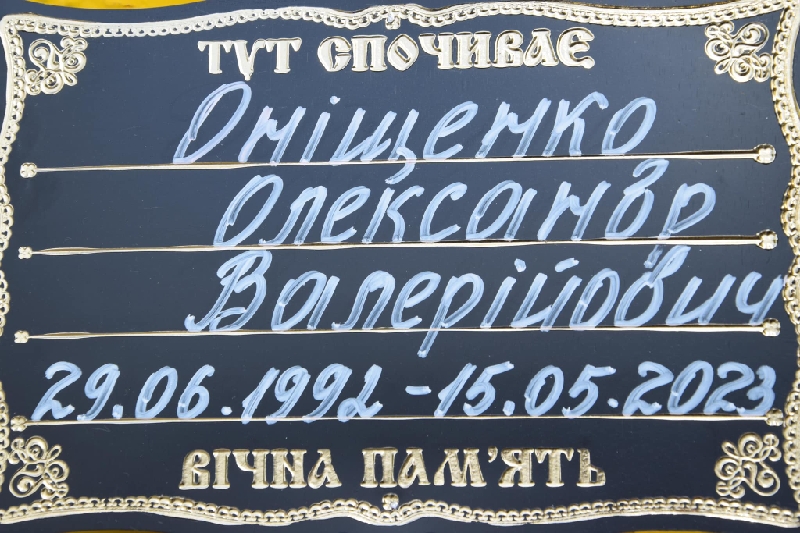 ТУТ СПОЧИВАЄ
Оніщенко
Олександр
Валерійович
29.06.1992 - 15.05.2023
ВІЧНА ПАМ'ЯТЬ